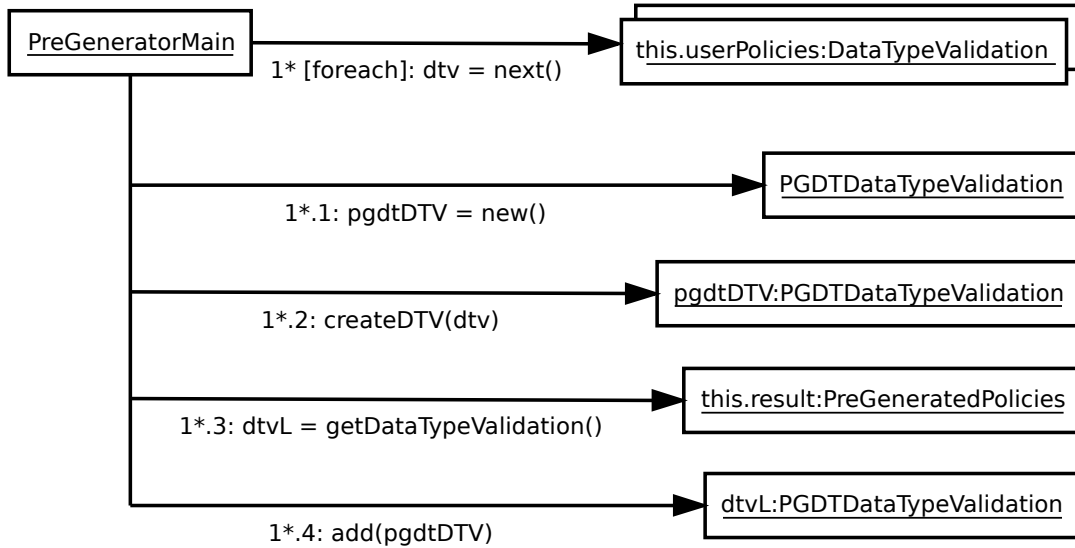 PreGeneratorMain
this.userPolicies:DataTypeValidation
1* [foreach]: dtv = next()
PGDTDataTypeValidation
1*.1: pgdtDTV = new()
pgdtDTV:PGDTDataTypeValidation
1*.2: createDTV(dtv)
this.result:PreGeneratedPolicies
1*.3: dtvL = getDataTypeValidation()
dtvL:PGDTDataTypeValidation
1*.4: add(pgdtDTV)